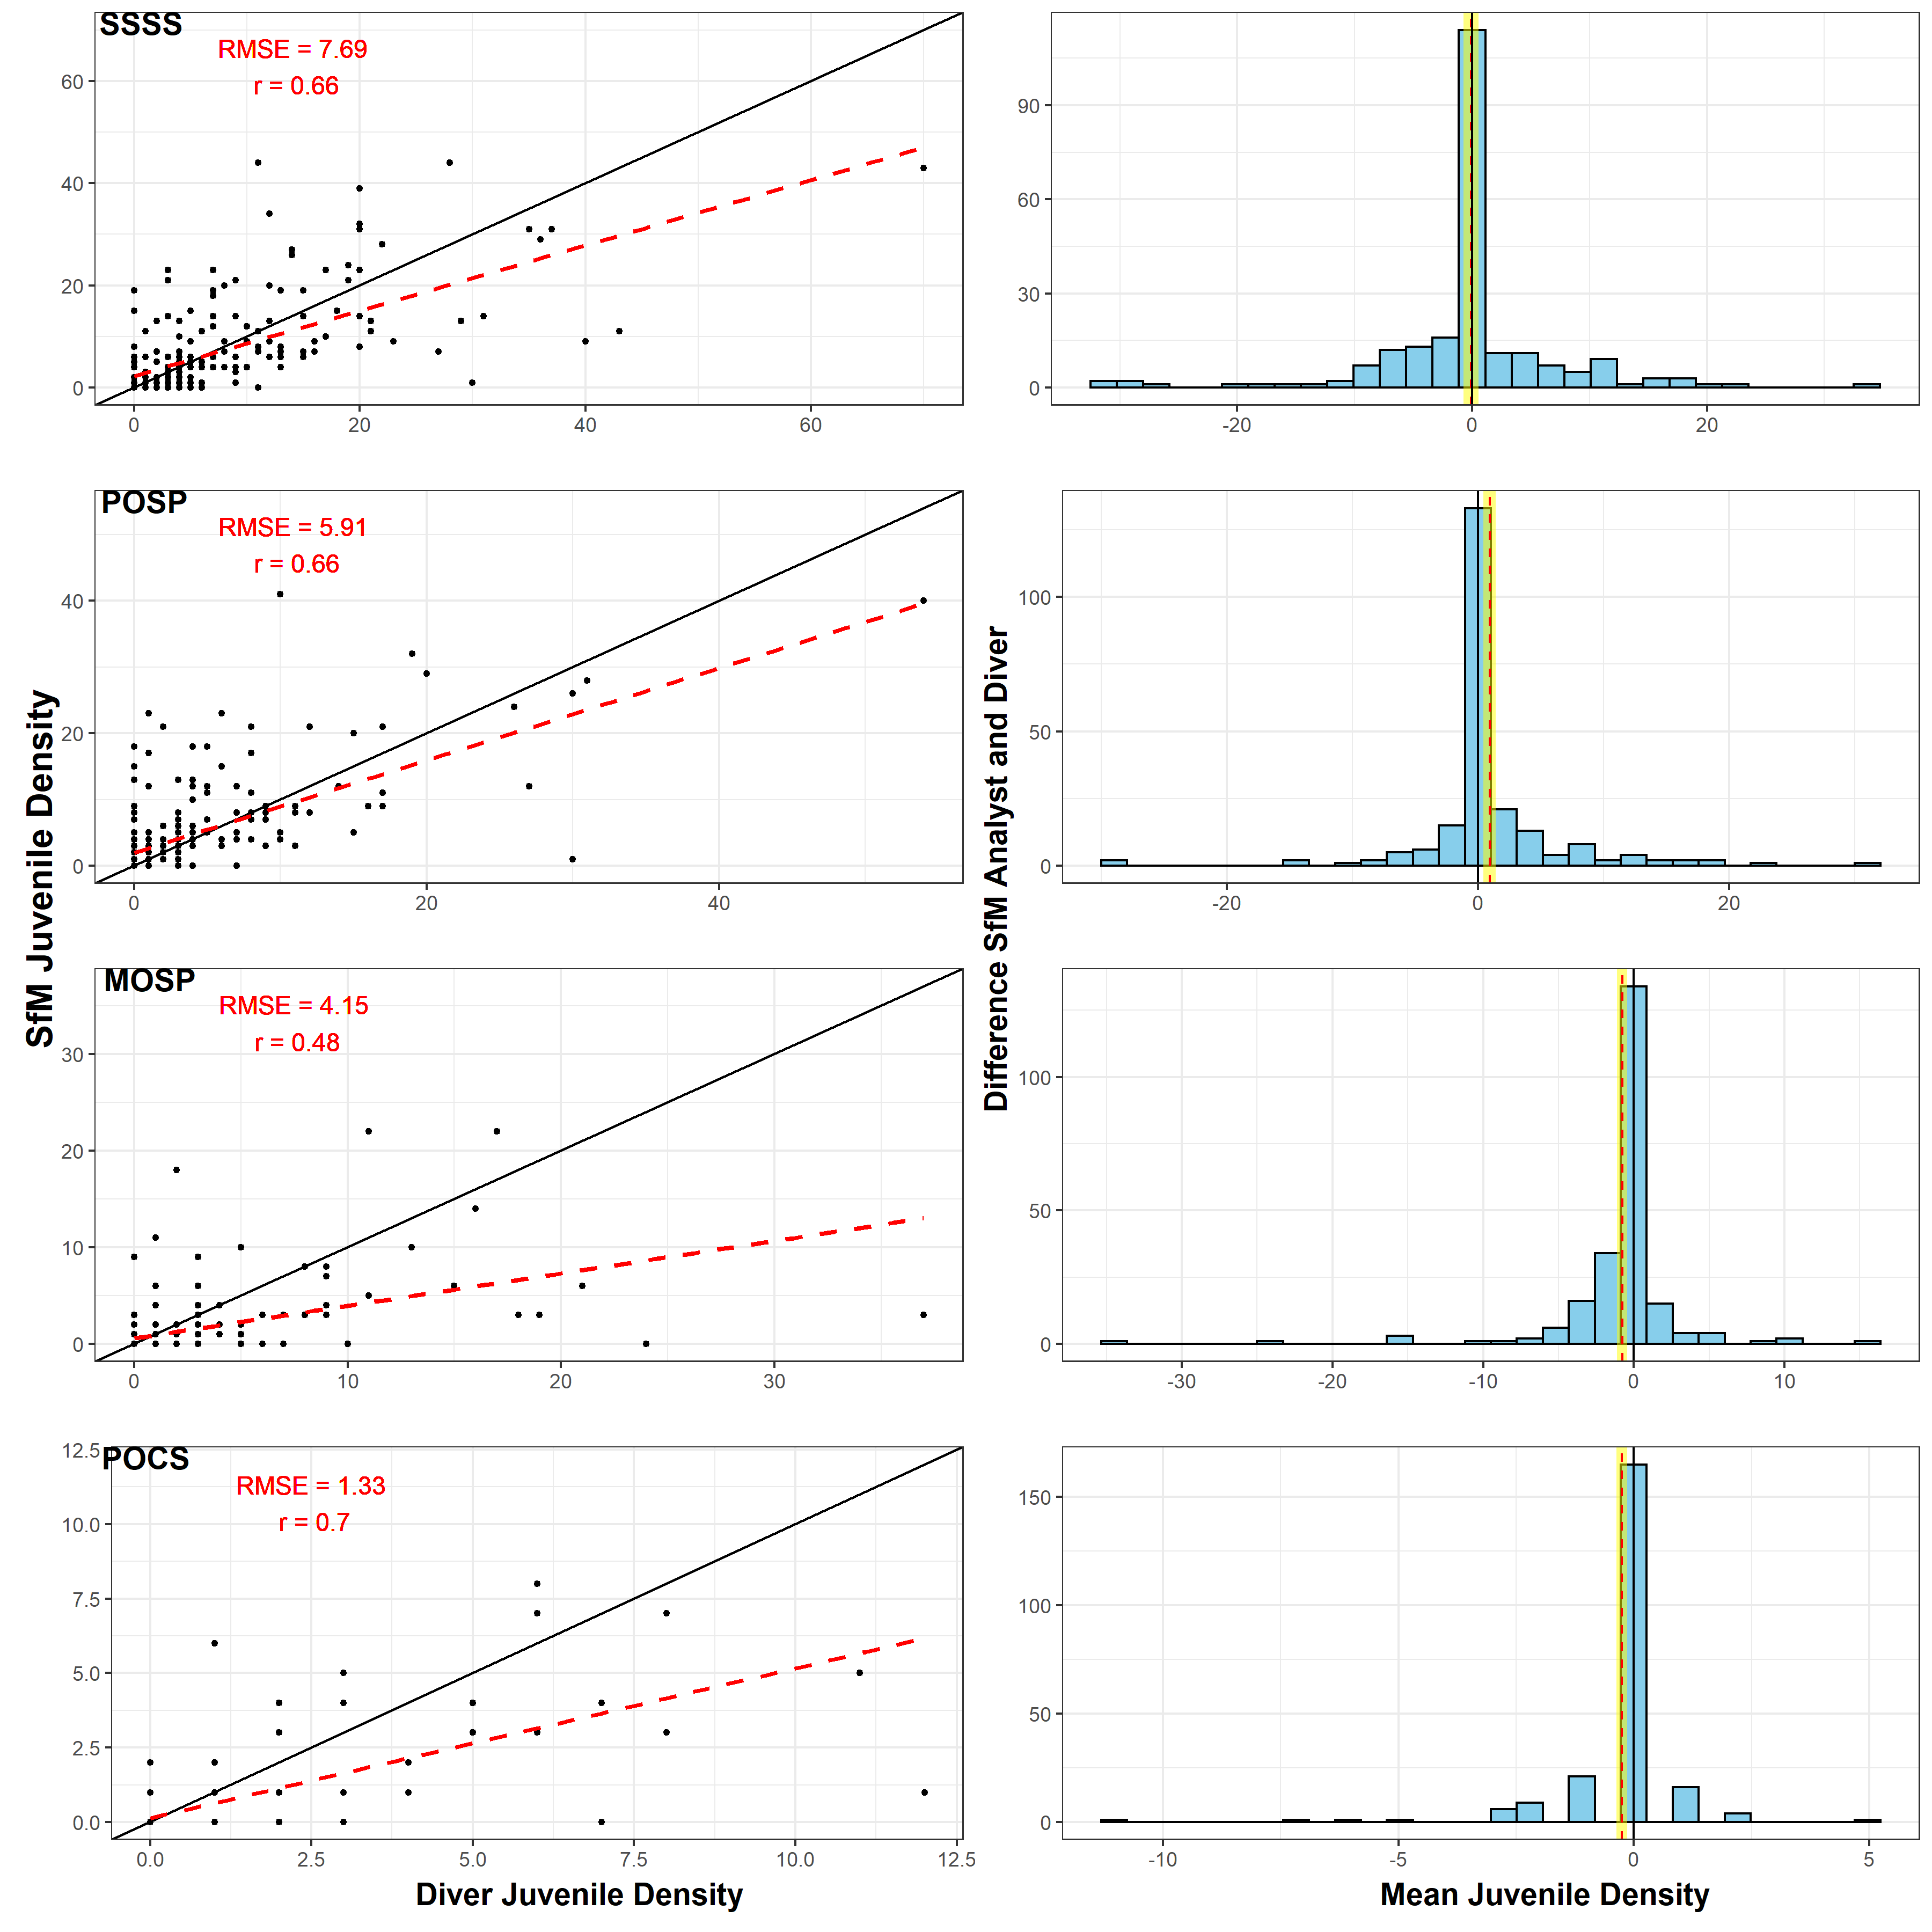 SSSS
RMSE = 7.69
r = 0.66
60
40
20
0
0 20 40 60
90
60
30
0
-20 0 20
POSP
RMSE = 5.91
r = 0.66
40
20
0
0 20 40
100
50
0
-20 0 20
MOSP
RMSE = 4.15
r = 0.48
30
20
10
0
0 10 20 30
100
50
0
-30 -20 -10 0 10
POCS
RMSE = 1.33
r = 0.7
12.5
10.0
7.5
5.0
2.5
0.0
0.0 2.5 5.0 7.5 10.0 12.5
150
100
50
0
-10 -5 0 5
SfM Juvenile Density
Diver Juvenile Density
Difference SfM Analyst and Diver
Mean Juvenile Density